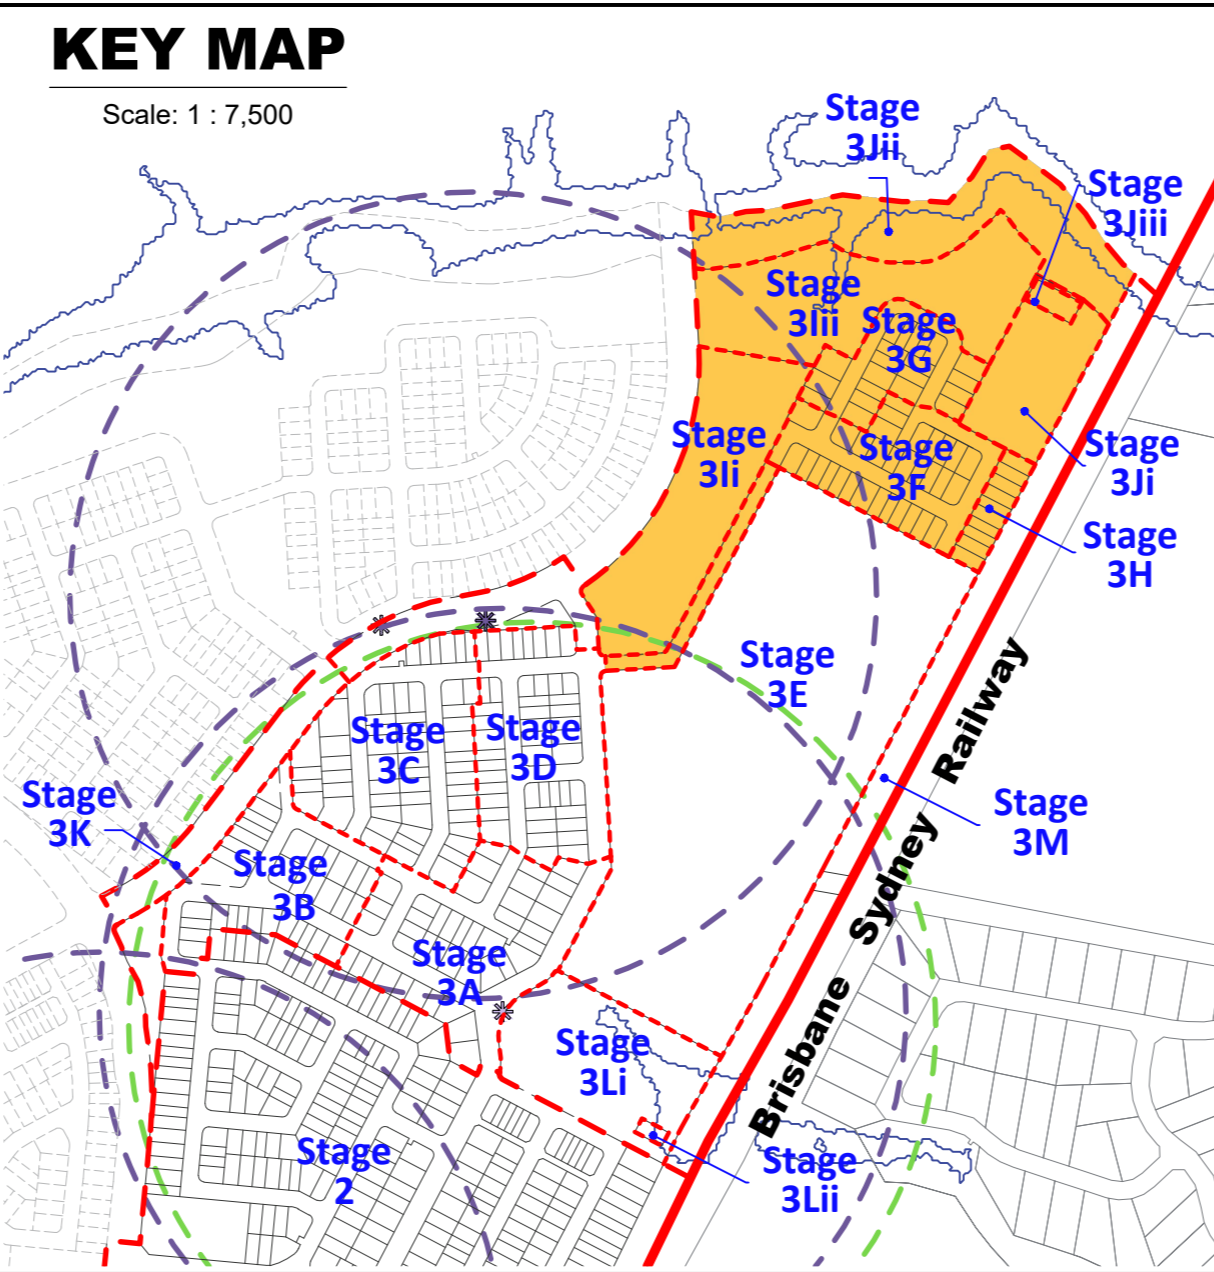 KEY MAP
Scale: 1 : 7,500
Stage
3Jii
Stage
3Jiii
Stage
3Iii
Stage
3G
Stage
3Ii
Stage
3F
Stage
3Ji
Stage
3H
Stage
3E
Stage
3C
Stage
3D
Stage
3K
Stage
3M
Stage
3B
Stage
3A
Stage
3Li
Stage
3Lii
Stage
2
Brisbane Sydney Railway